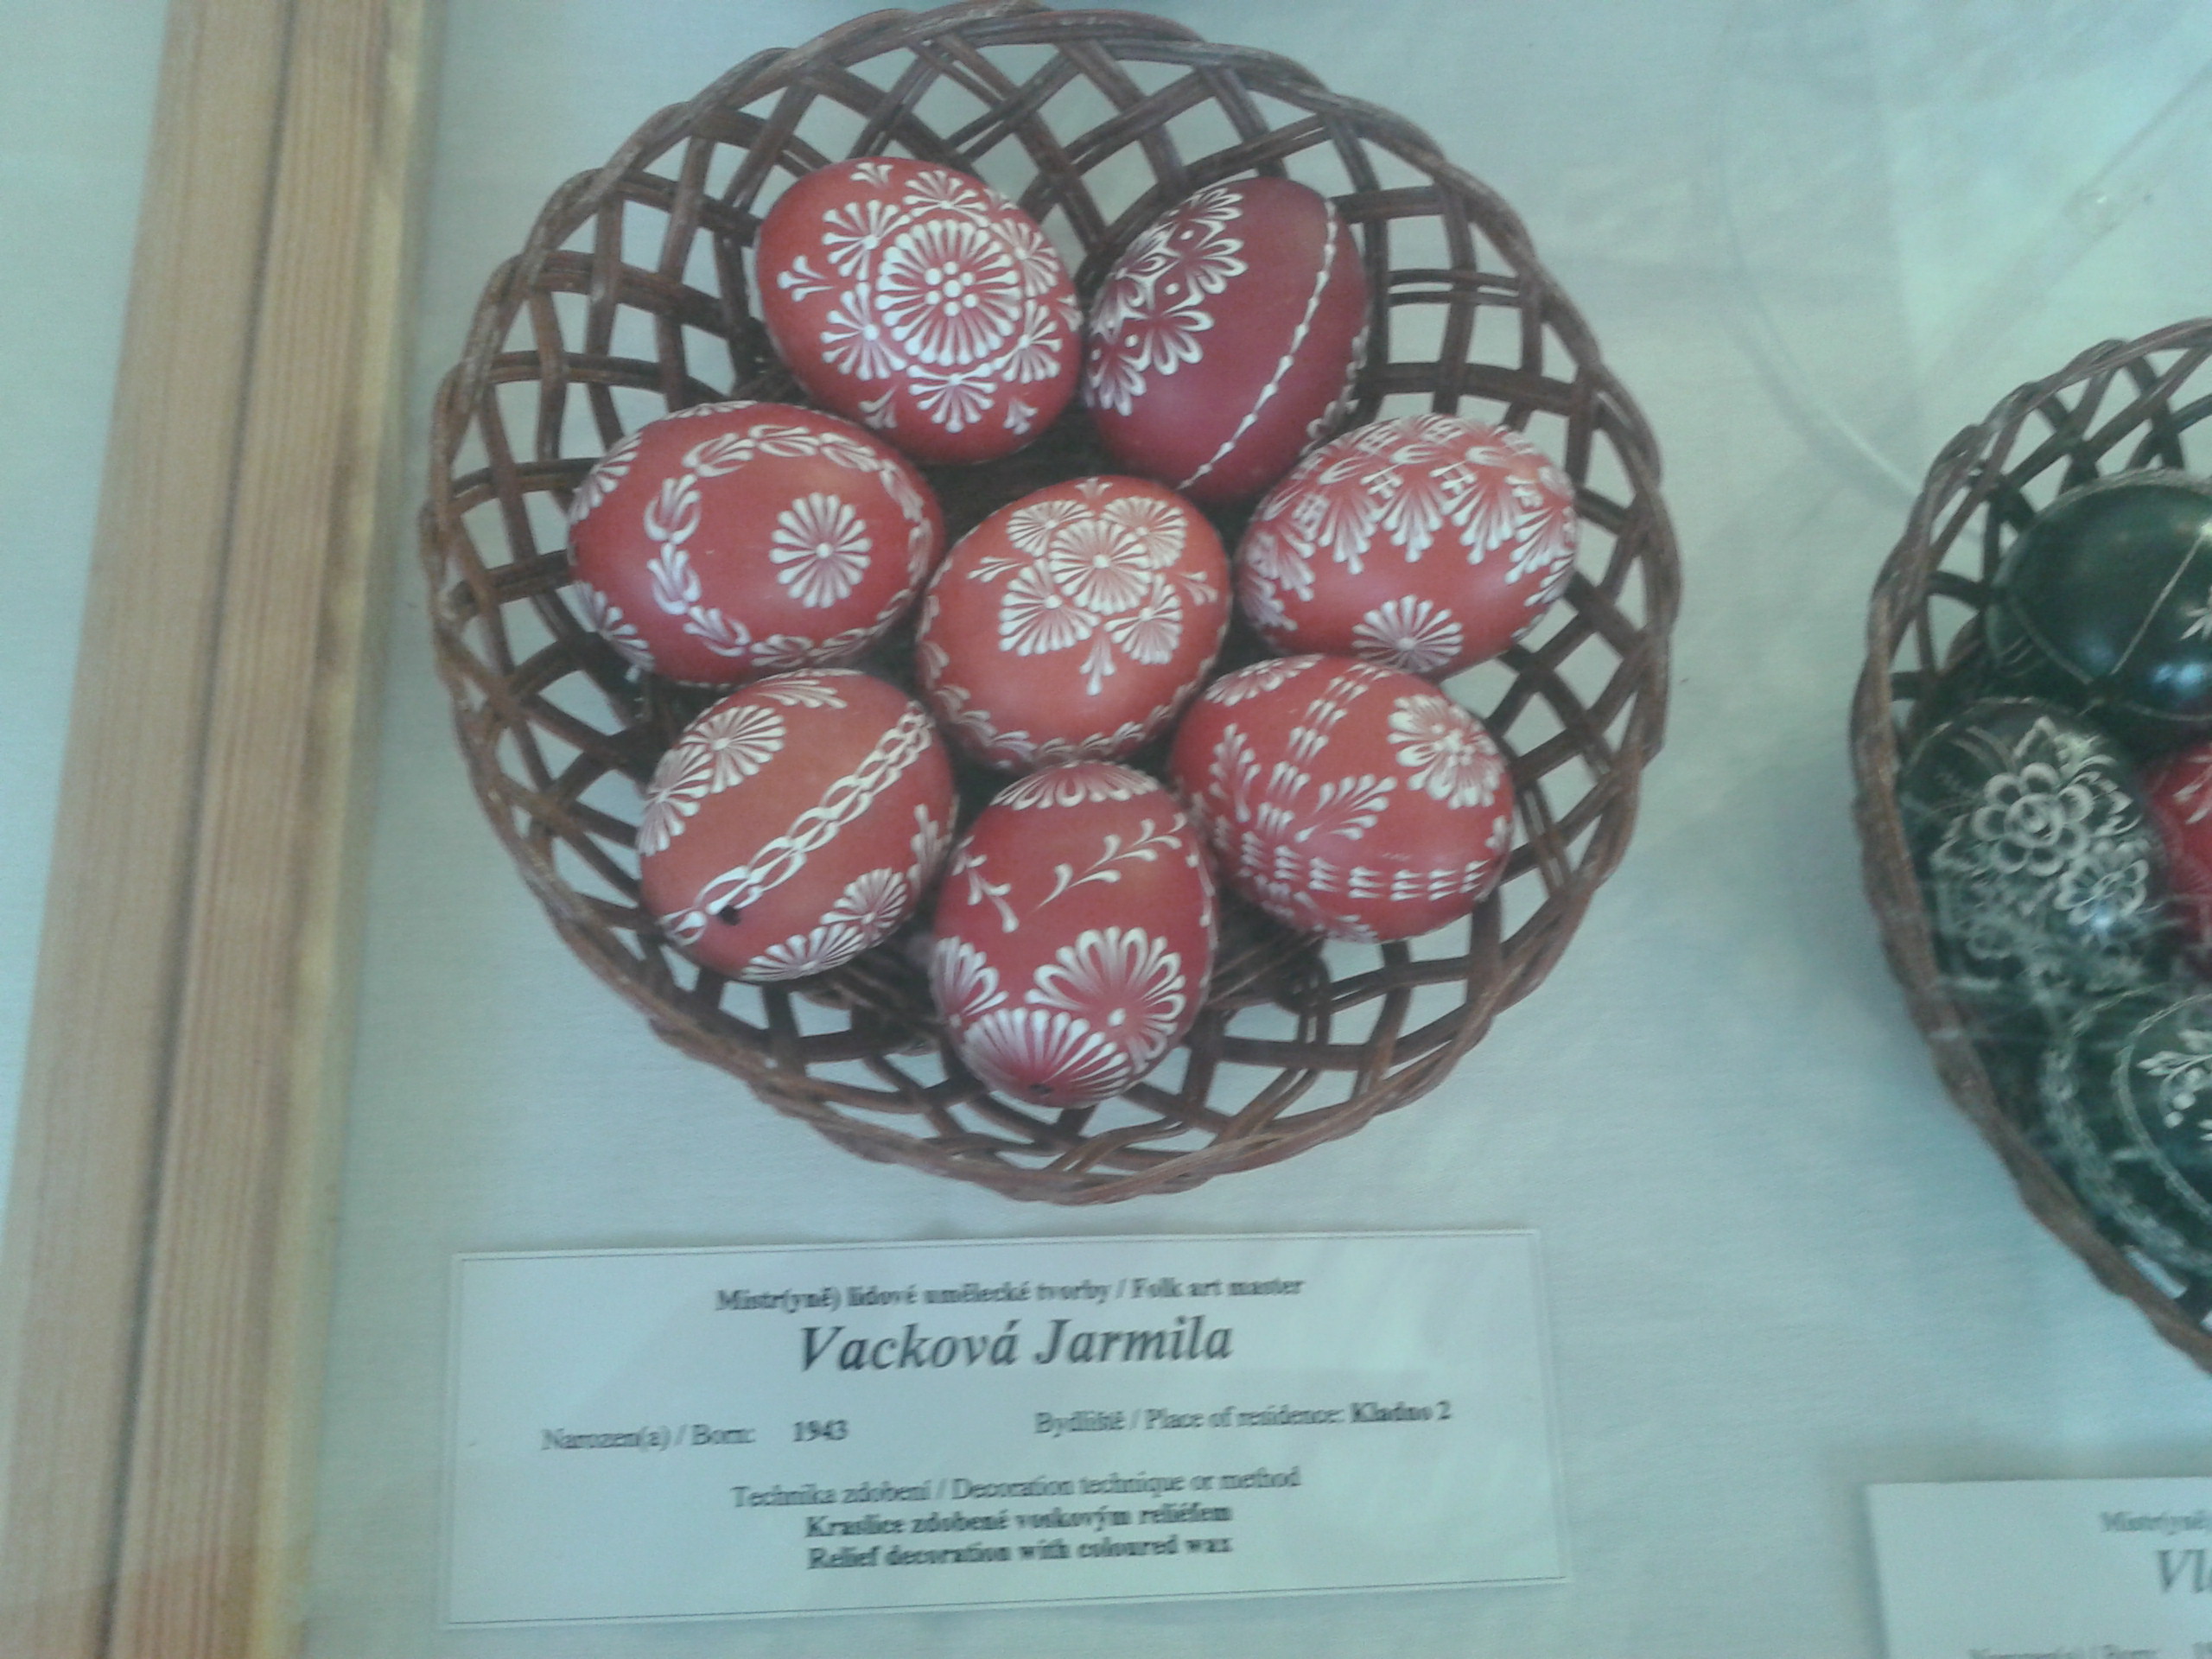 Mistr(yně) lidové umělecké tvorby / Folk art master
Vacková Jarmila
Narozen(a) / Born: 1943 Bydliště / Place of residence: Kladno 2
Technika zdobení / Decoration technique or method
Kraslice zdobené voskovým reliéfem
Relief decoration with coloured wax